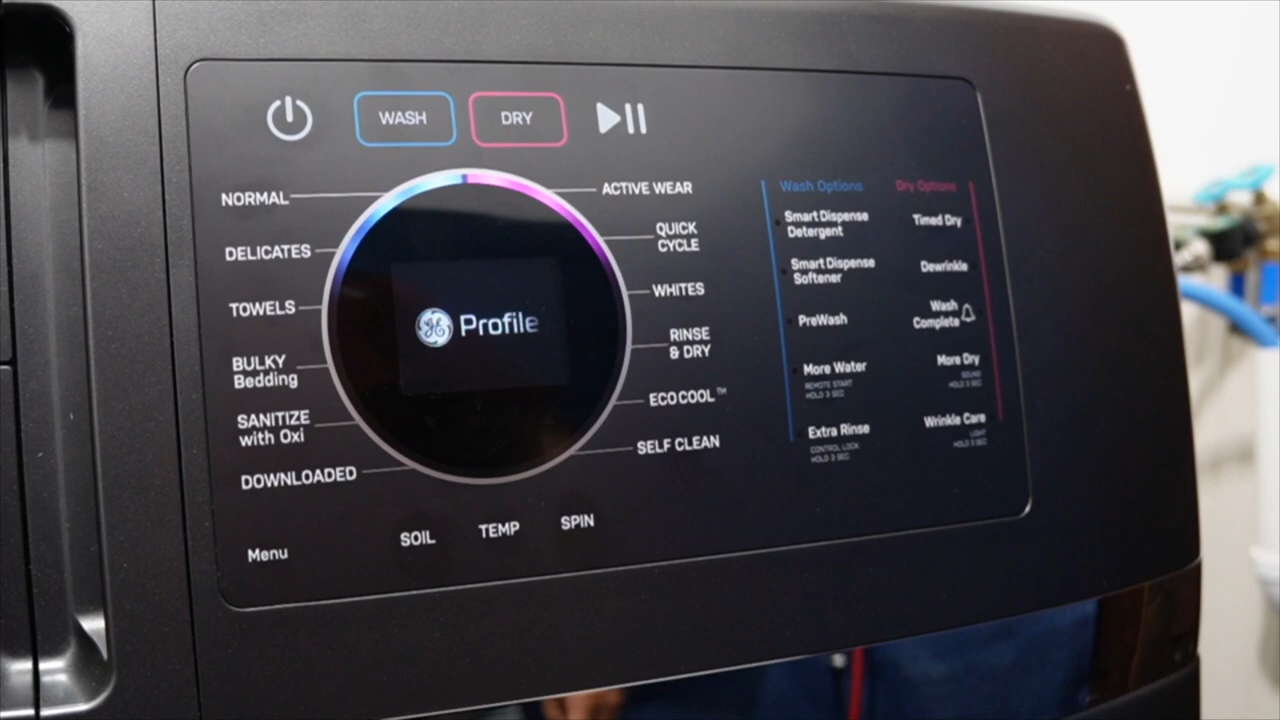 WASH
DRY
NORMAL
DELICATES
TOWELS
BULKY
Bedding
SANITIZE
with Oxi
DOWNLOADED
ACTIVE WEAR
QUICK
CYCLE
WHITES
RINSE
& DRY
ECO COOL™
SELF CLEAN
GE Profile
Menu
SOIL
TEMP
SPIN
Wash Options
Smart Dispense
Detergent
Smart Dispense
Softener
PreWash
More Water
REMOTE START
HOLD 3 SEC
Extra Rinse
CONTROL LOCK
HOLD 3 SEC
Dry Options
Timed Dry
Dewrinkle
Wash
Complete
More Dry
SOUND
HOLD 3 SEC
Wrinkle Care
LIGHT
HOLD 3 SEC